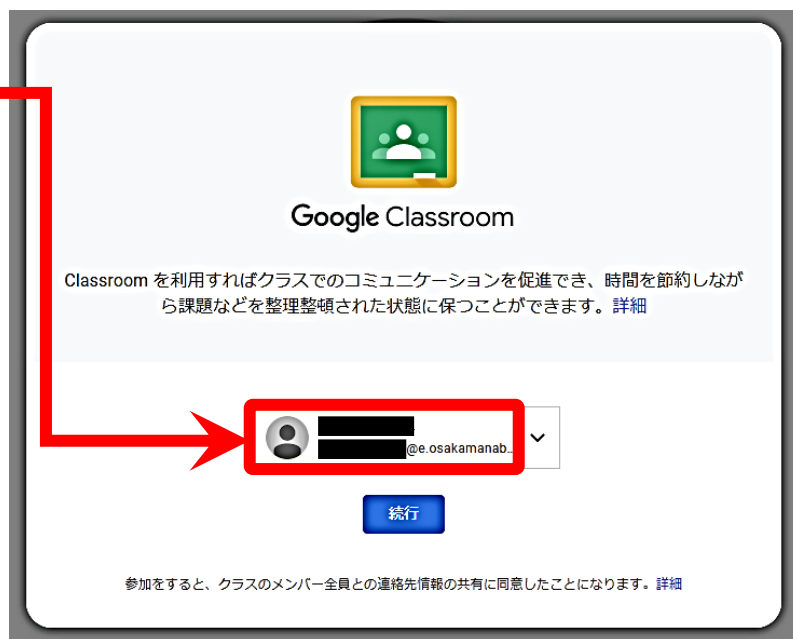 Google Classroom
Classroom を利用すればクラスでのコミュニケーションを促進でき、時間を節約しなが
ら課題などを整理整頓された状態に保つことができます。詳細
@e.osakamanab...
続行
参加をすると、クラスのメンバー全員との連絡先情報の共有に同意したことになります。詳細